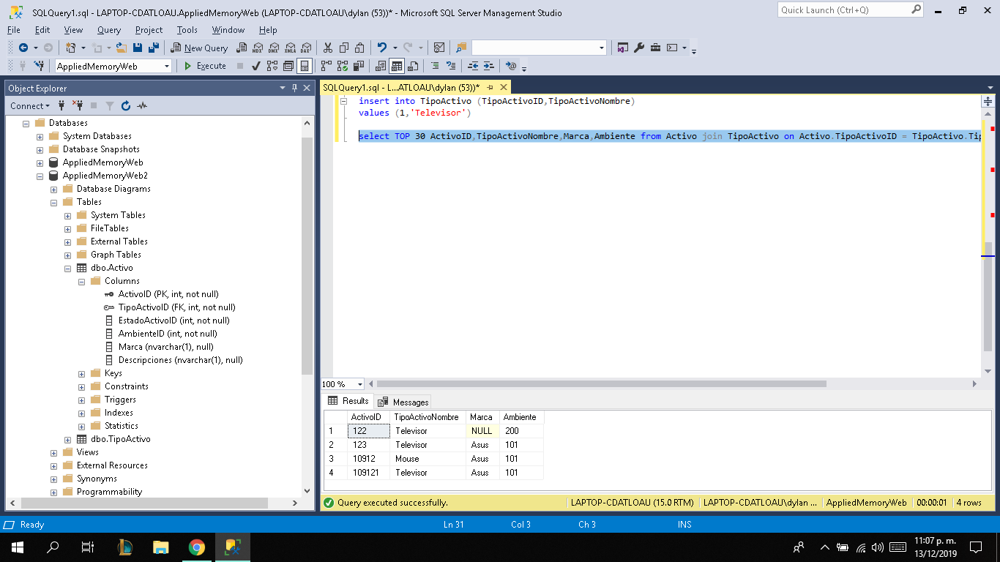 SQLQuery1.sql - LAPTOP-CDATLOAU.AppliedMemoryWeb (LAPTOP-CDATLOAU\dylan (53))* - Microsoft SQL Server Management Studio
Quick Launch (Ctrl+Q)
File Edit View Query Project Tools Window Help
New Query MDX DMX XMLA DAX
AppliedMemoryWeb Execute
Object Explorer
SQLQuery1.sql - L...ATLOAU\dylan (53))*
Connect
Databases
System Databases
Database Snapshots
AppliedMemoryWeb
AppliedMemoryWeb2
Database Diagrams
Tables
System Tables
FileTables
External Tables
Graph Tables
dbo.Activo
Columns
ActivoID (PK, int, not null)
TipoActivoID (FK, int, not null)
EstadoActivoID (int, not null)
AmbienteID (int, not null)
Marca (nvarchar(1), null)
Descripciones (nvarchar(1), null)
Keys
Constraints
Triggers
Indexes
Statistics
dbo.TipoActivo
Views
External Resources
Synonyms
Programmability
insert into TipoActivo (TipoActivoID,TipoActivoNombre)
values (1,'Televisor')
select TOP 30 ActivoID,TipoActivoNombre,Marca,Ambiente from Activo join TipoActivo on Activo.TipoActivoID = TipoActivo.Tip
100 %
Results Messages
ActivoID TipoActivoNombre Marca Ambiente
1 122 Televisor NULL 200
2 123 Televisor Asus 101
3 10912 Mouse Asus 101
4 109121 Televisor Asus 101
Query executed successfully. LAPTOP-CDATLOAU (15.0 RTM) LAPTOP-CDATLOAU\dylan ... AppliedMemoryWeb 00:00:01 4 rows
Ready Ln 31 Col 3 Ch 3 INS
11:07 p. m.
13/12/2019